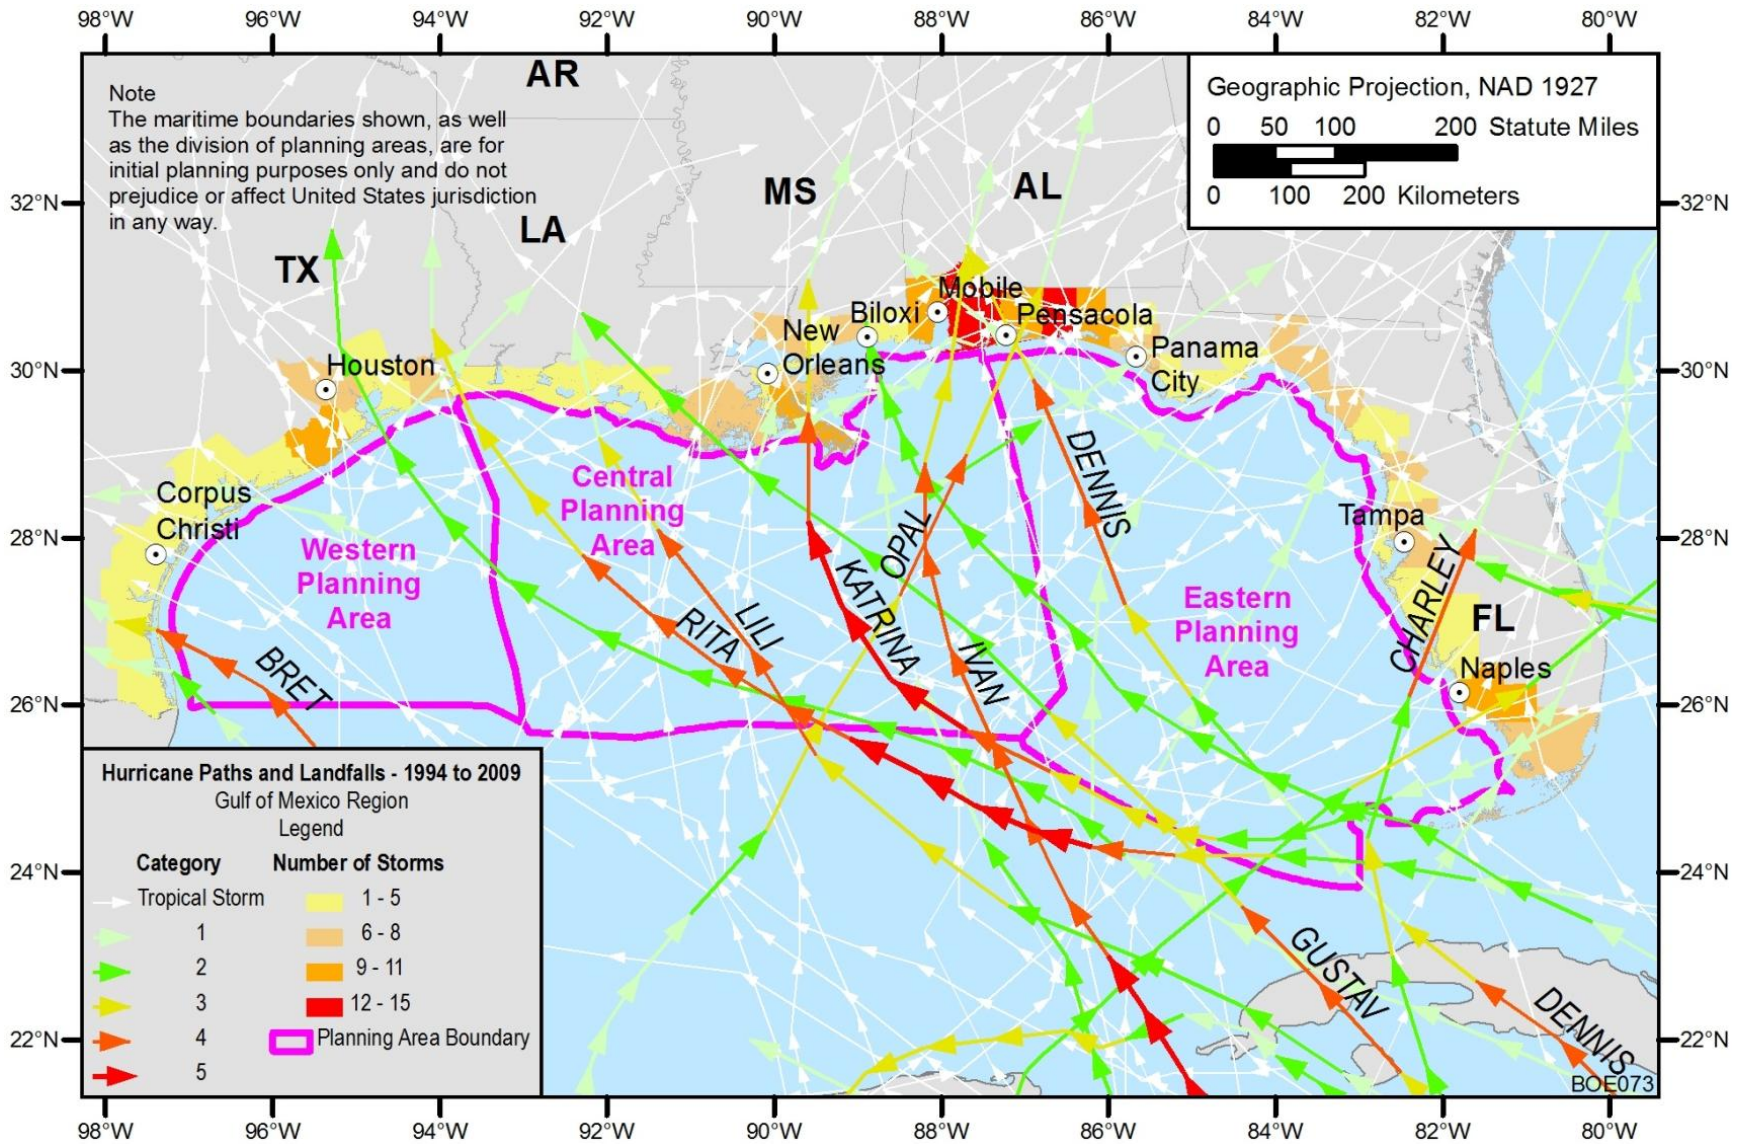 98°W 96°W 94°W 92°W 90°W 88°W 86°W 84°W 82°W 80°W
Note
The maritime boundaries shown, as well
as the division of planning areas, are for
initial planning purposes only and do not
prejudice or affect United States jurisdiction
in any way.
AR
Geographic Projection, NAD 1927
0 50 100 200 Statute Miles
0 100 200 Kilometers
32°N
MS
AL
32°N
LA
TX
Mobile
Biloxi
Pensacola
New
Orleans
Panama
City
30°N
Houston
30°N
DENNIS
Central
Planning
Area
Corpus
Christi
OPAL
Tampa
28°N
28°N
Western
Planning
Area
KATRINA
CHARLEY
Eastern
Planning
Area
LILI
RITA
FL
IVAN
BRET
Naples
26°N
26°N
Hurricane Paths and Landfalls - 1994 to 2009
Gulf of Mexico Region
Legend
Category Number of Storms
Tropical Storm 1 - 5
1 6 - 8
2 9 - 11
3 12 - 15
4 Planning Area Boundary
5
24°N
24°N
GUSTAV
DENNIS
22°N
22°N
BOE073
98°W 96°W 94°W 92°W 90°W 88°W 86°W 84°W 82°W 80°W